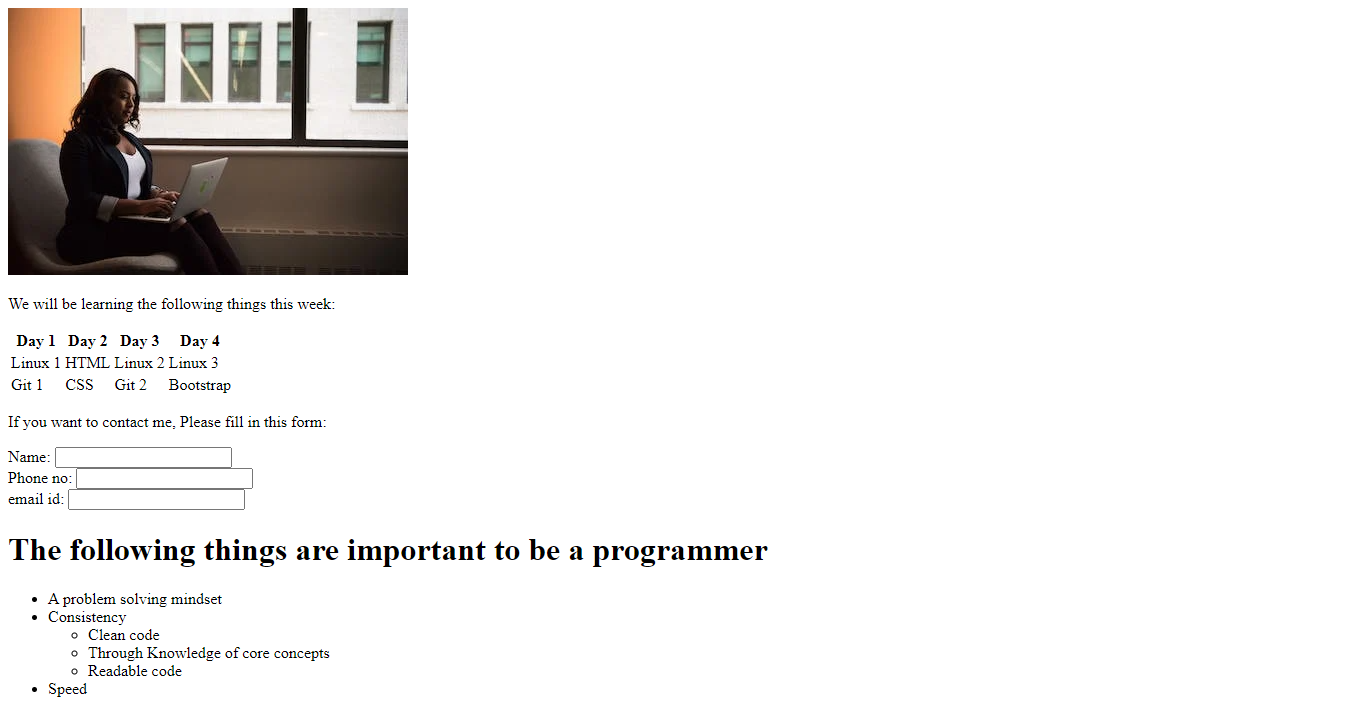 We will be learning the following things this week:
Day 1 Day 2 Day 3 Day 4
Linux 1 HTML Linux 2 Linux 3
Git 1 CSS Git 2 Bootstrap
If you want to contact me, Please fill in this form:
Name:
Phone no:
email id:
The following things are important to be a programmer
A problem solving mindset
Consistency
Clean code
Through Knowledge of core concepts
Readable code
Speed